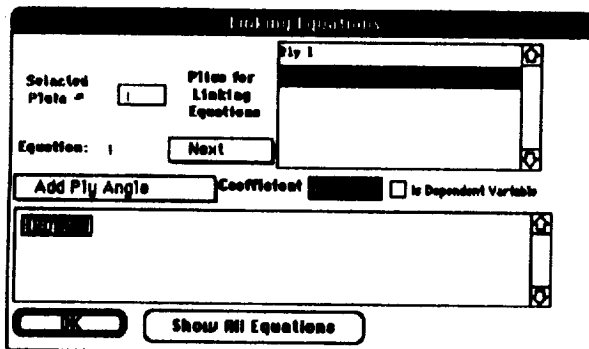 Linking Equations
Ply 1
Selected
Plate #
1
Plies for
Linking
Equations
Equation: 1
Next
Add Ply Angle
Coefficient
Is Dependent Variable
OK
Show All Equations